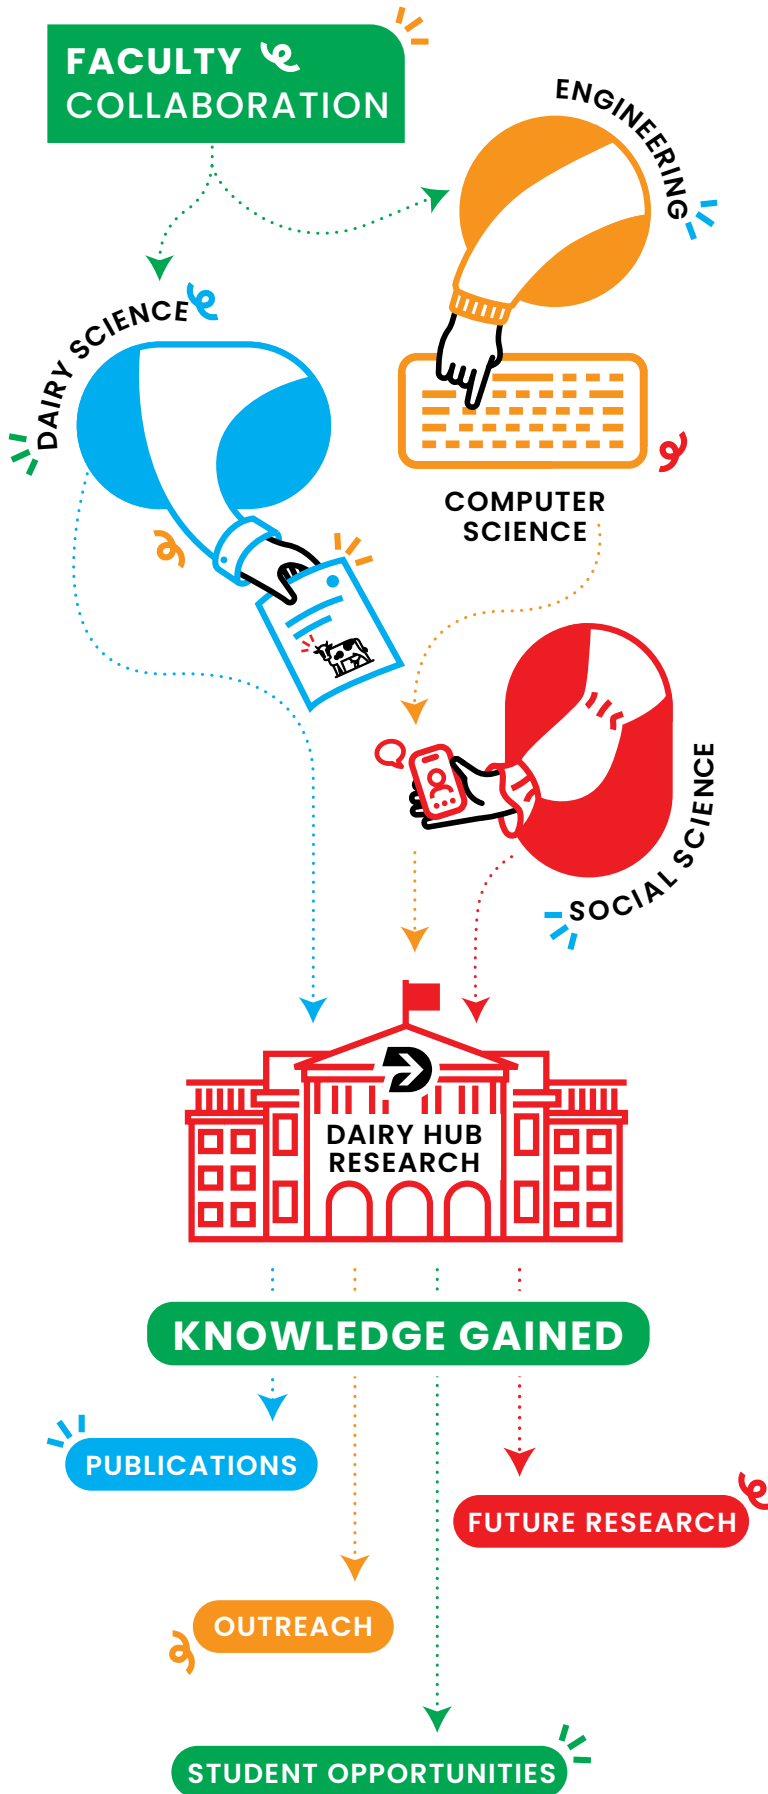 FACULTY
COLLABORATION
ENGINEERING
DAIRY SCIENCE
COMPUTER
SCIENCE
SOCIAL SCIENCE
DAIRY HUB
RESEARCH
KNOWLEDGE GAINED
PUBLICATIONS
FUTURE RESEARCH
OUTREACH
STUDENT OPPORTUNITIES